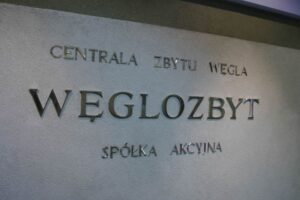 CENTRALA ZBYTU WĘGLA
WĘGLOZBYT
SPÓŁKA AKCYJNA